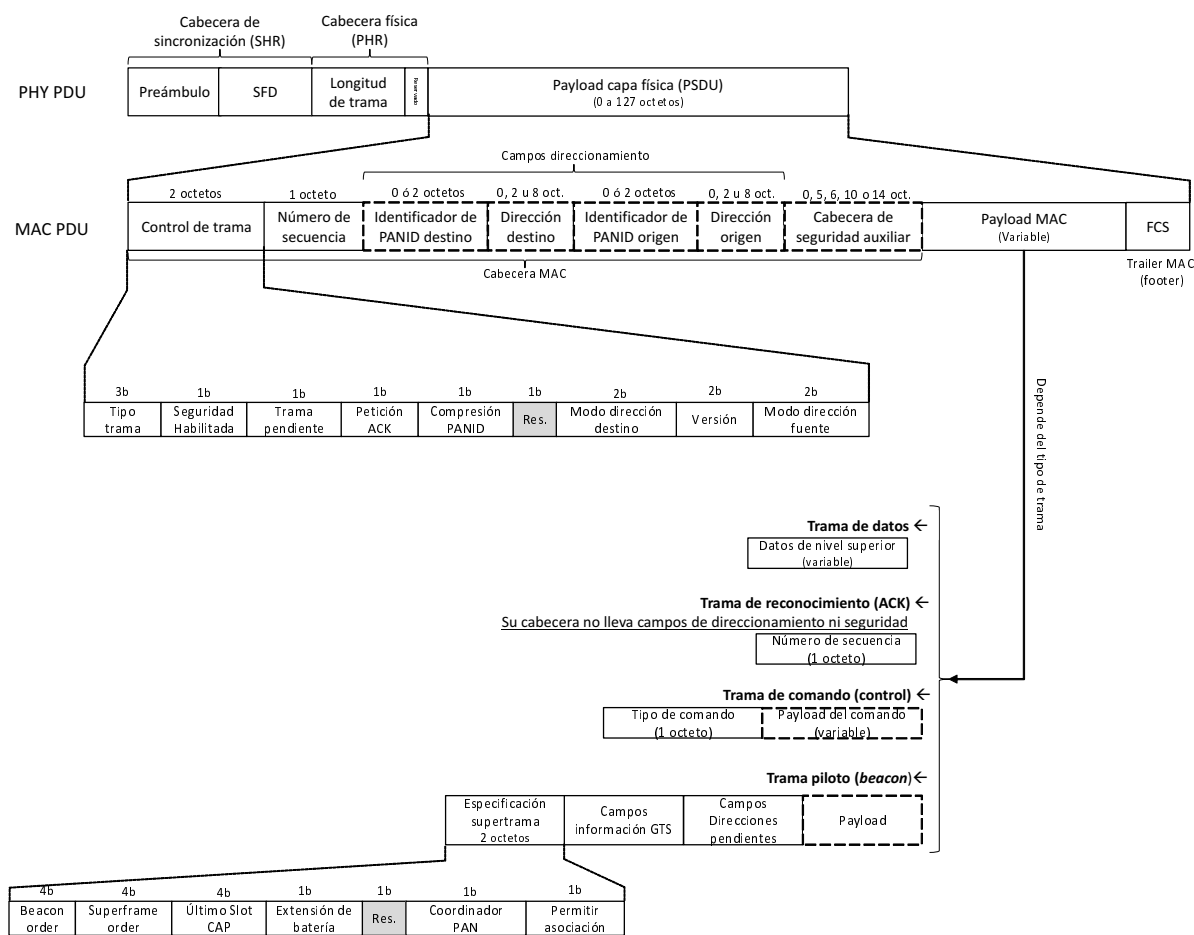 Cabecera de
sincronización (SHR)
Cabecera física
(PHR)
PHY PDU
Preámbulo
SFD
Longitud
de trama
Reservado
Payload capa física (PSDU)
(0 a 127 octetos)
Campos direccionamiento
2 octetos
1 octeto
0 ó 2 octetos
0, 2 u 8 oct.
0 ó 2 octetos
0, 2 u 8 oct.
0, 5, 6, 10 o 14 oct.
MAC PDU
Control de trama
Número de
secuencia
Identificador de
PANID destino
Dirección
destino
Identificador de
PANID origen
Dirección
origen
Cabecera de
seguridad auxiliar
Payload MAC
(Variable)
FCS
Cabecera MAC
Trailer MAC
(footer)
3b
1b
1b
1b
1b
1b
2b
2b
2b
Tipo
trama
Seguridad
Habilitada
Trama
pendiente
Petición
ACK
Compresión
PANID
Res.
Modo dirección
destino
Versión
Modo dirección
fuente
Depende del tipo de trama
Trama de datos ←
Datos de nivel superior
(variable)
Trama de reconocimiento (ACK) ←
Su cabecera no lleva campos de direccionamiento ni seguridad
Número de secuencia
(1 octeto)
Trama de comando (control) ←
Tipo de comando
(1 octeto)
Payload del comando
(variable)
Trama piloto (beacon) ←
Especificación
supertrama
2 octetos
Campos
información GTS
Campos
Direcciones
pendientes
Payload
4b
4b
4b
1b
1b
1b
1b
Beacon
order
Superframe
order
Último Slot
CAP
Extensión de
batería
Res.
Coordinador
PAN
Permitir
asociación